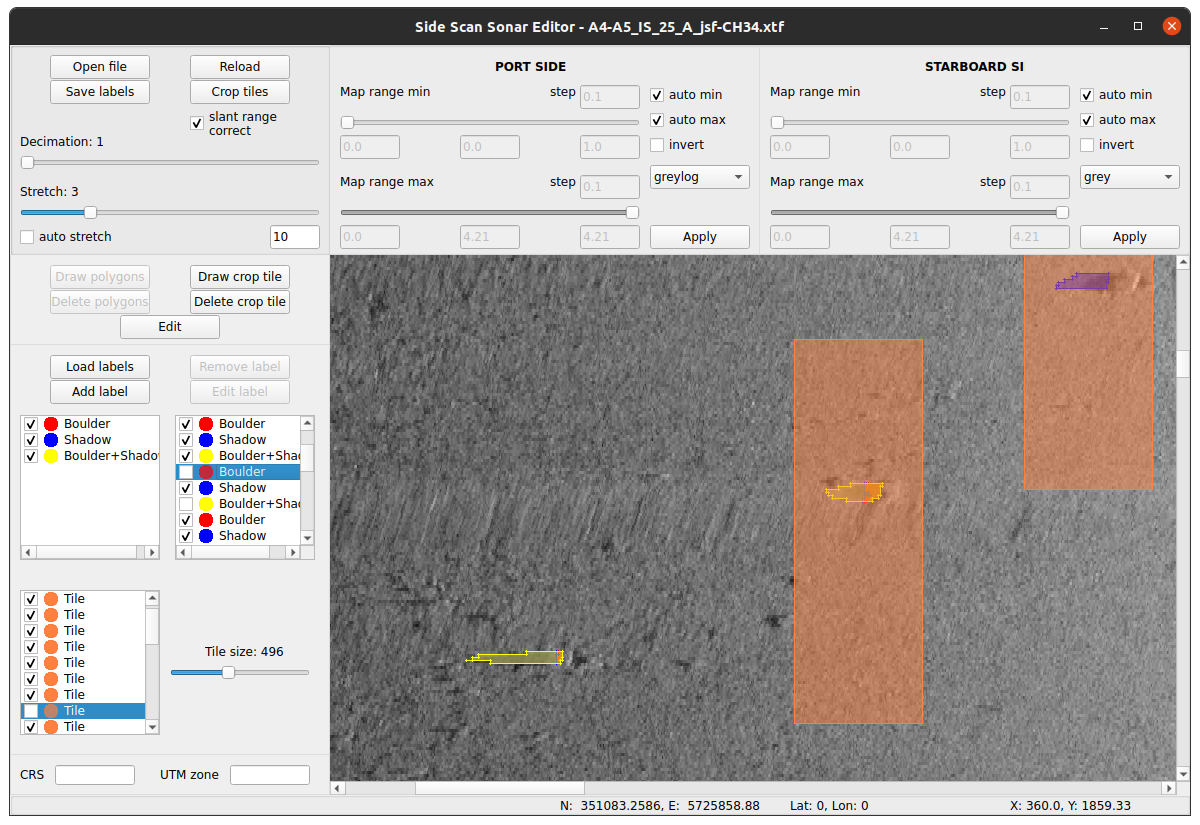 Side Scan Sonar Editor - A4-A5_IS_25_A_jsf-CH34.xtf
Open file
Reload
Save labels
Crop tiles
slant range
correct
Decimation: 1
Stretch: 3
auto stretch
10
PORT SIDE
Map range min
step
0.1
auto min
auto max
0.0
0.0
1.0
invert
Map range max
step
0.1
greylog
0.0
4.21
4.21
Apply
STARBOARD SI
Map range min
step
0.1
auto min
auto max
0.0
0.0
1.0
invert
Map range max
step
0.1
grey
0.0
4.21
4.21
Apply
Draw polygons
Draw crop tile
Delete polygons
Delete crop tile
Edit
Load labels
Remove label
Add label
Edit label
Boulder
Shadow
Boulder+Shado
Boulder
Shadow
Boulder+Shad
Boulder
Shadow
Boulder+Shad
Boulder
Shadow
Tile
Tile
Tile
Tile
Tile
Tile
Tile
Tile
Tile
Tile size: 496
CRS
UTM zone
N: 351083.2586, E: 5725858.88
Lat: 0, Lon: 0
X: 360.0, Y: 1859.33